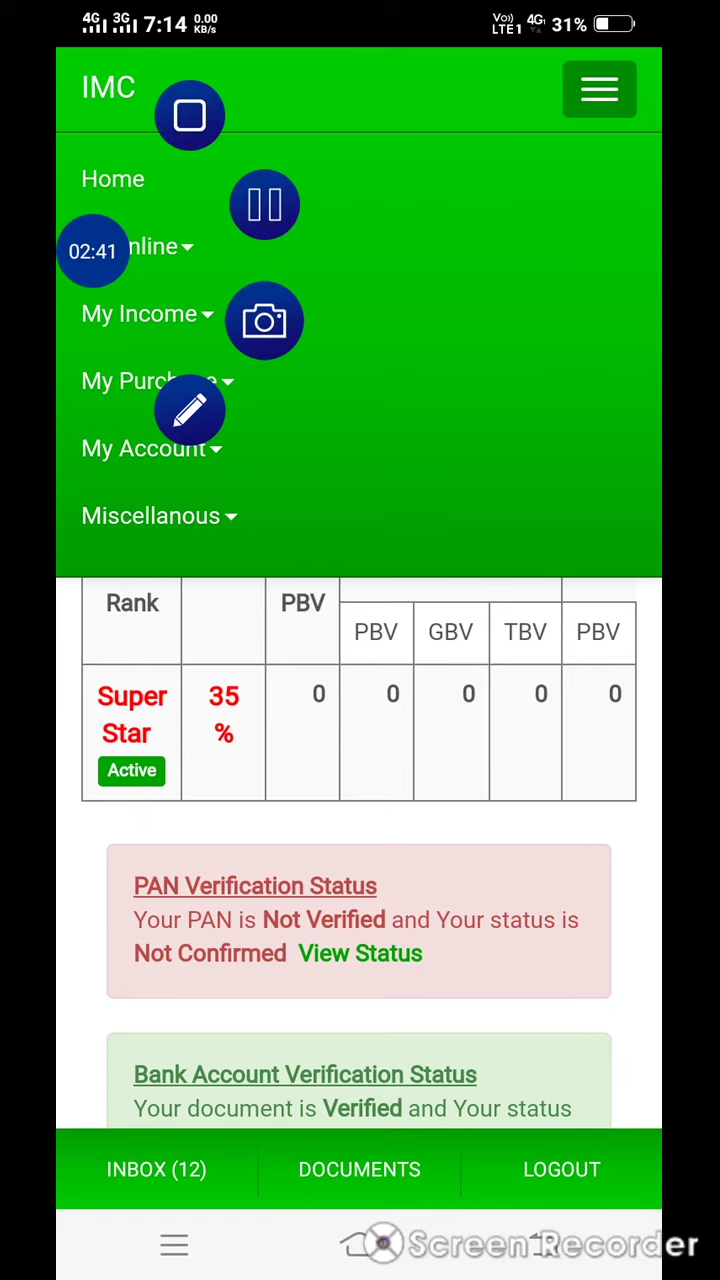 4G 3G 7:14 0.00 KB/s Vo) LTE1 4G 31%
IMC
Home
02:41 nline
My Income
My Purc e
My Account
Miscellanous
Rank PBV
PBV GBV TBV PBV
Super Star 35 % 0 0 0 0 0
Active
PAN Verification Status
Your PAN is Not Verified and Your status is
Not Confirmed View Status
Bank Account Verification Status
Your document is Verified and Your status
INBOX (12) DOCUMENTS LOGOUT
Screen Recorder